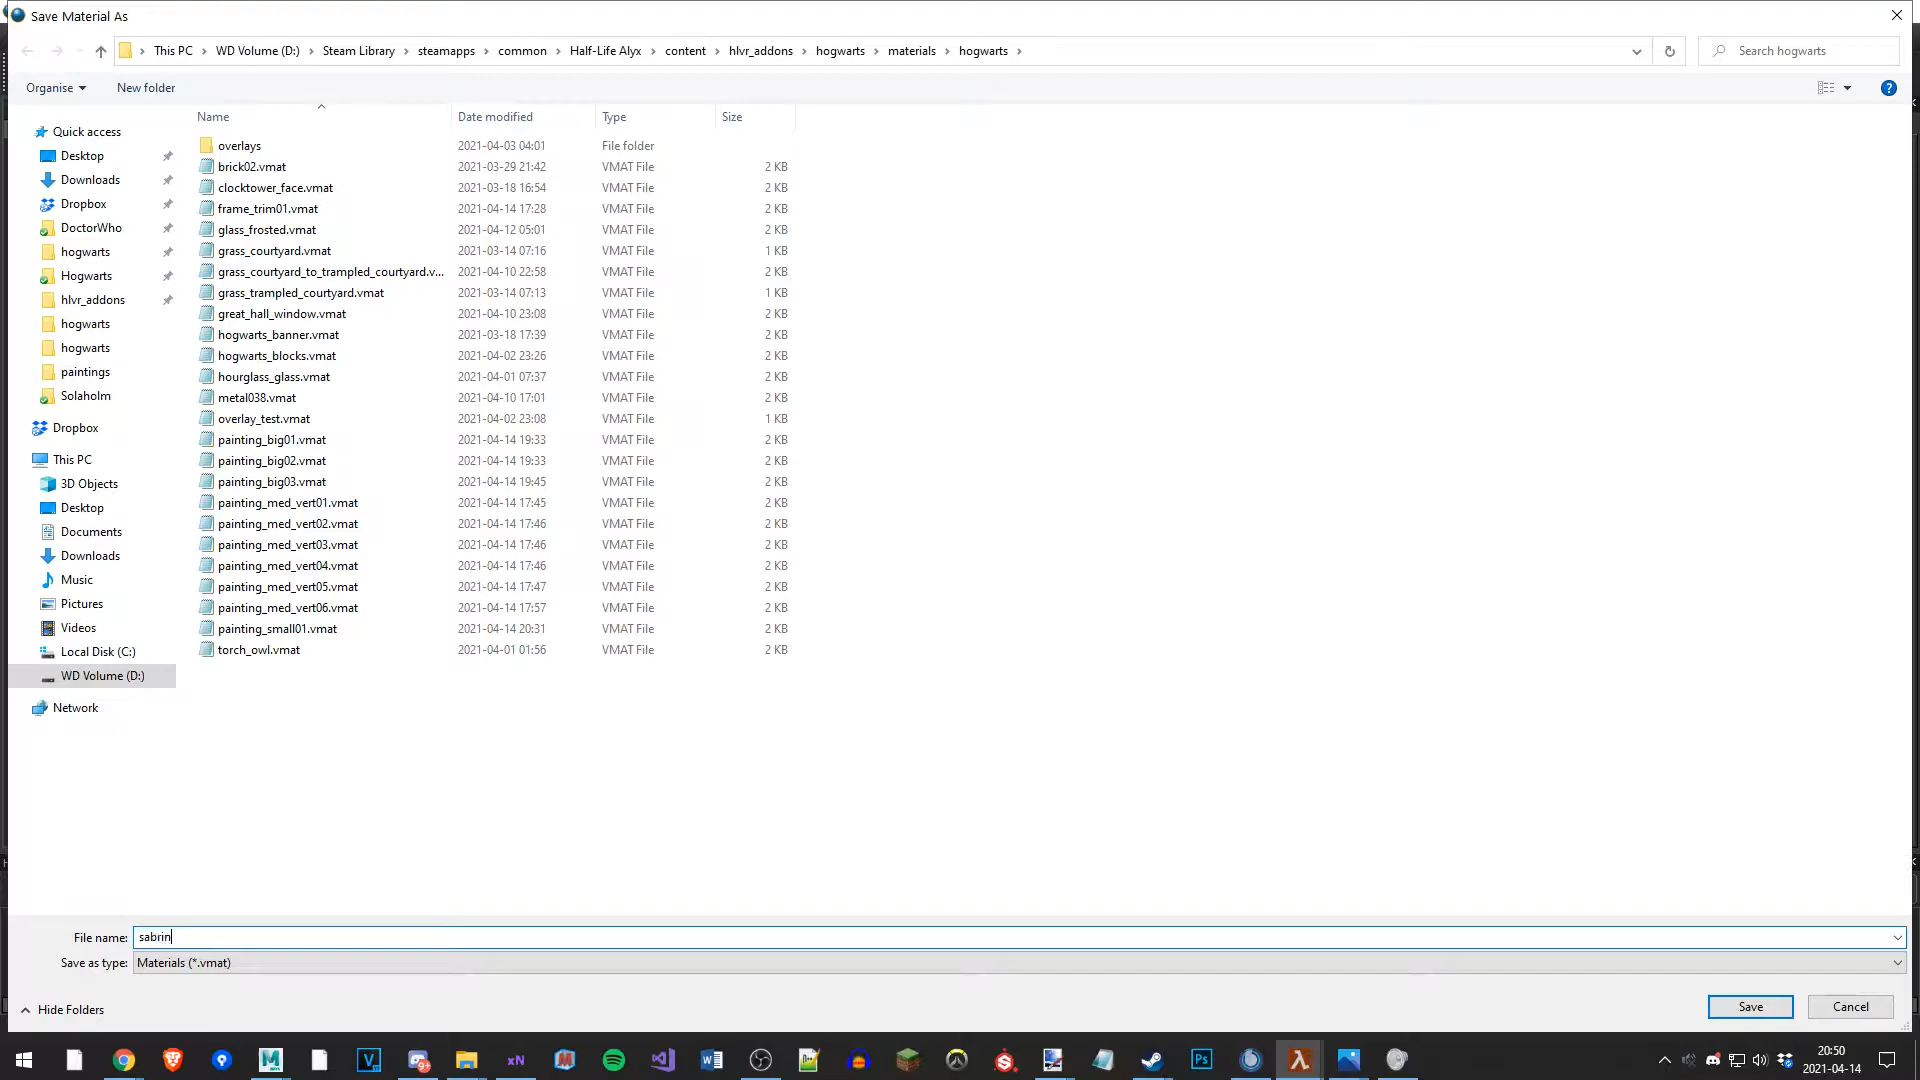 Save Material As
This PC
WD Volume (D:)
Steam Library
steamapps
common
Half-Life Alyx
content
hlvr_addons
hogwarts
materials
hogwarts
Search hogwarts
Organise
New folder
Name
Date modified
Type
Size
Quick access
Desktop
Downloads
Dropbox
DoctorWho
hogwarts
Hogwarts
hlvr_addons
hogwarts
hogwarts
paintings
Solaholm
Dropbox
This PC
3D Objects
Desktop
Documents
Downloads
Music
Pictures
Videos
Local Disk (C:)
WD Volume (D:)
Network
overlays 2021-04-03 04:01 File folder
brick02.vmat 2021-03-29 21:42 VMAT File 2 KB
clocktower_face.vmat 2021-03-18 16:54 VMAT File 2 KB
frame_trim01.vmat 2021-04-14 17:28 VMAT File 2 KB
glass_frosted.vmat 2021-04-12 05:01 VMAT File 2 KB
grass_courtyard.vmat 2021-03-14 07:16 VMAT File 1 KB
grass_courtyard_to_trampled_courtyard.v... 2021-04-10 22:58 VMAT File 2 KB
grass_trampled_courtyard.vmat 2021-03-14 07:13 VMAT File 1 KB
great_hall_window.vmat 2021-04-10 23:08 VMAT File 2 KB
hogwarts_banner.vmat 2021-03-18 17:39 VMAT File 2 KB
hogwarts_blocks.vmat 2021-04-02 23:26 VMAT File 2 KB
hourglass_glass.vmat 2021-04-01 07:37 VMAT File 2 KB
metal038.vmat 2021-04-10 17:01 VMAT File 2 KB
overlay_test.vmat 2021-04-02 23:08 VMAT File 1 KB
painting_big01.vmat 2021-04-14 19:33 VMAT File 2 KB
painting_big02.vmat 2021-04-14 19:33 VMAT File 2 KB
painting_big03.vmat 2021-04-14 19:45 VMAT File 2 KB
painting_med_vert01.vmat 2021-04-14 17:45 VMAT File 2 KB
painting_med_vert02.vmat 2021-04-14 17:46 VMAT File 2 KB
painting_med_vert03.vmat 2021-04-14 17:46 VMAT File 2 KB
painting_med_vert04.vmat 2021-04-14 17:46 VMAT File 2 KB
painting_med_vert05.vmat 2021-04-14 17:47 VMAT File 2 KB
painting_med_vert06.vmat 2021-04-14 17:57 VMAT File 2 KB
painting_small01.vmat 2021-04-14 20:31 VMAT File 2 KB
torch_owl.vmat 2021-04-01 01:56 VMAT File 2 KB
File name: sabrin
Save as type: Materials (*.vmat)
Hide Folders
Save
Cancel
20:50
2021-04-14